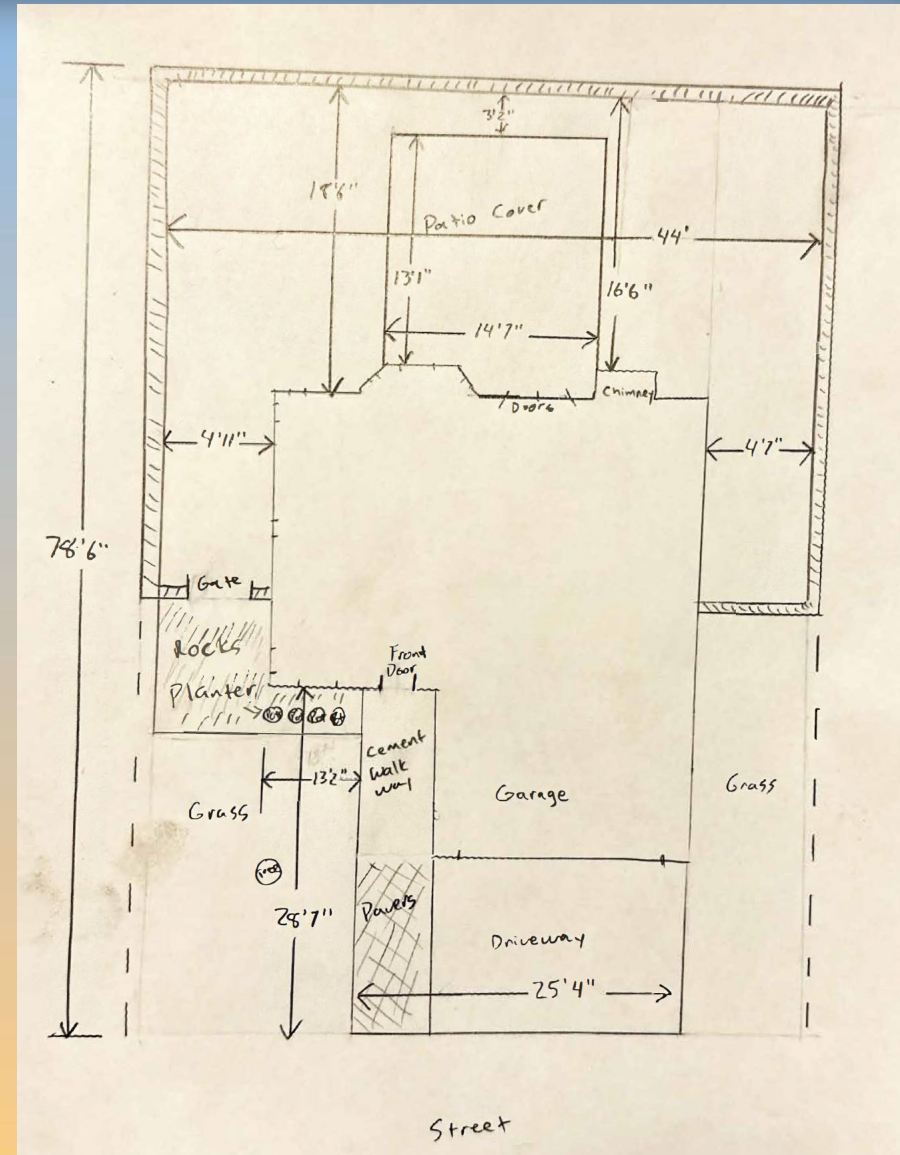 3'2"
18'6"
Patio Cover
44'
13'1"
16'6"
14'7"
Chimney
Doors
4'11"
4'7"
78'6"
Gate
Rocks
Planter
Front
Door
Cement
Walk
way
13'2"
Garage
Grass
Grass
tree
28'7"
Pavers
Driveway
25'4"
Street